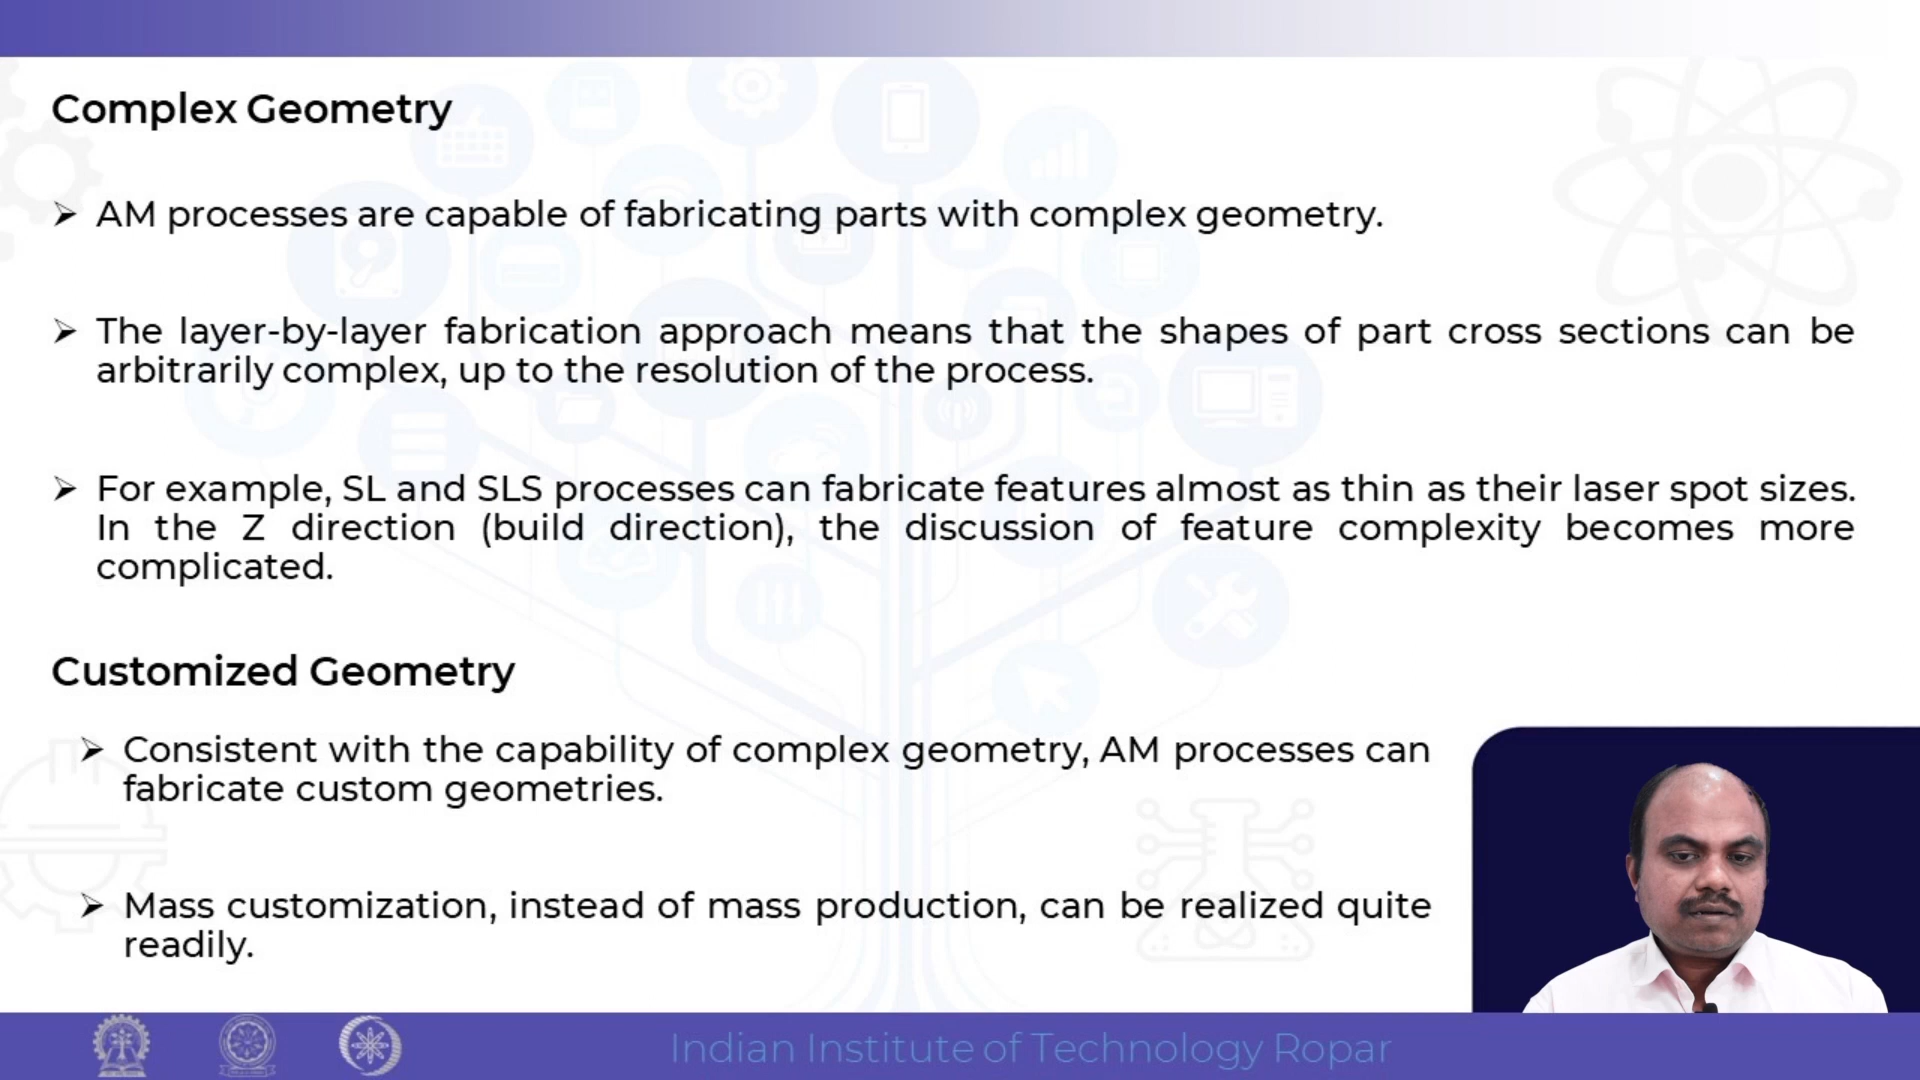 Complex Geometry
➢ AM processes are capable of fabricating parts with complex geometry.
➢ The layer-by-layer fabrication approach means that the shapes of part cross sections can be
arbitrarily complex, up to the resolution of the process.
➢ For example, SL and SLS processes can fabricate features almost as thin as their laser spot sizes.
In the Z direction (build direction), the discussion of feature complexity becomes more
complicated.
Customized Geometry
➢ Consistent with the capability of complex geometry, AM processes can
fabricate custom geometries.
➢ Mass customization, instead of mass production, can be realized quite
readily.
Indian Institute of Technology Ropar